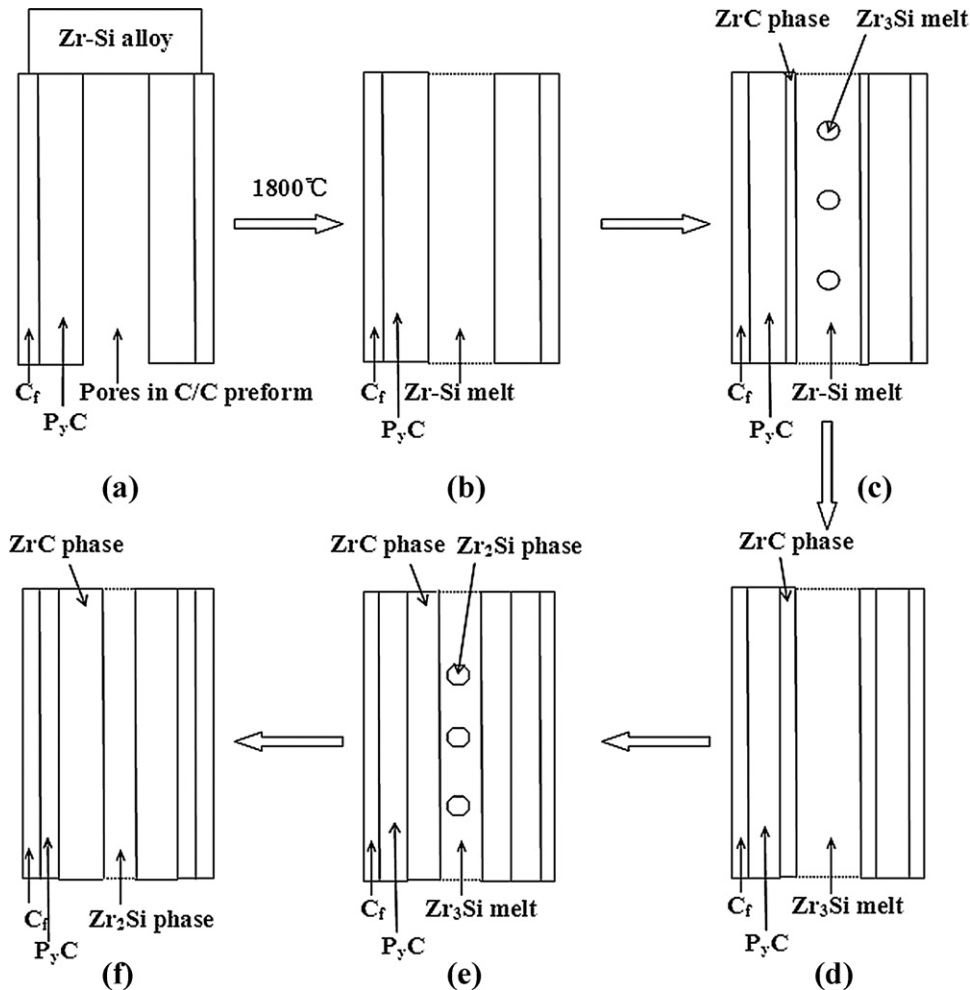 Zr-Si alloy
C_f
P_yC
Pores in C/C preform
(a)
1800℃
C_f
P_yC
Zr-Si melt
(b)
ZrC phase
Zr₃Si melt
C_f
P_yC
Zr-Si melt
(c)
ZrC phase
C_f
P_yC
Zr₃Si melt
(d)
ZrC phase
Zr₂Si phase
C_f
P_yC
Zr₃Si melt
(e)
ZrC phase
C_f
P_yC
Zr₂Si phase
(f)